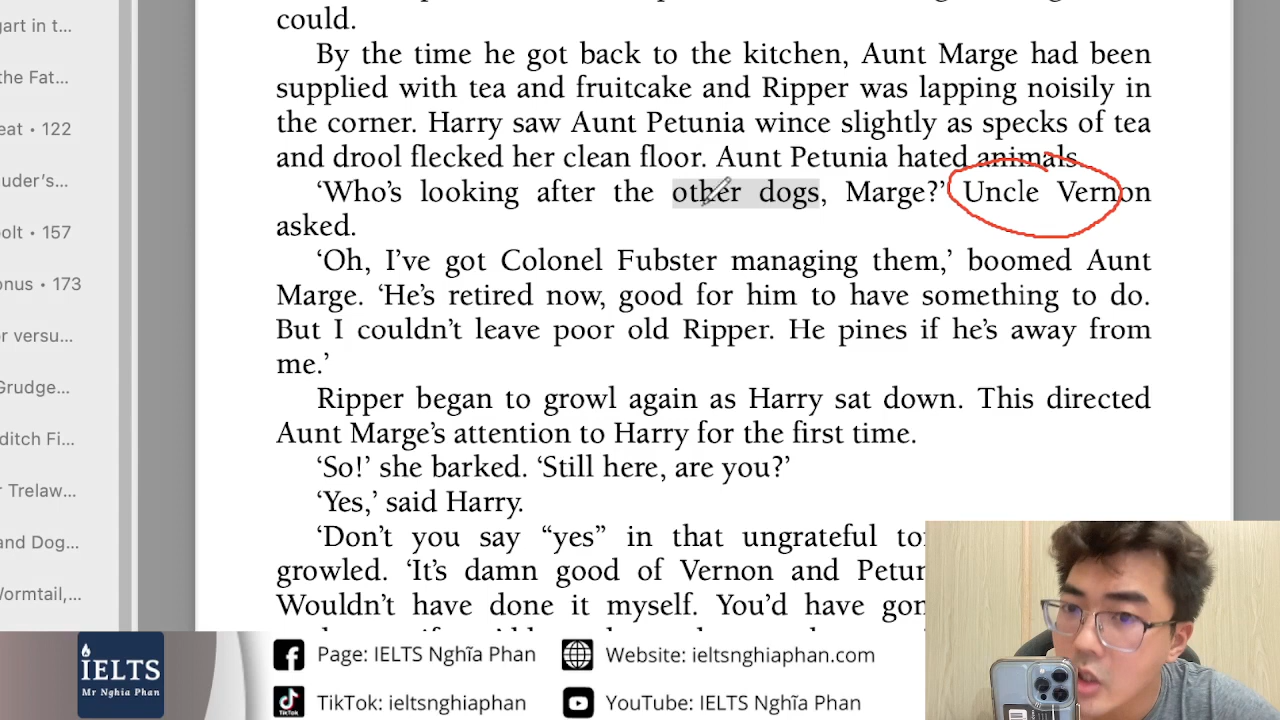 gart in t...
the Fat...
eat • 122
uder's...
olt • 157
onus • 173
r versu...
Grudge...
ditch Fi...
r Trelaw...
and Dog...
Wormtail,...
could.
By the time he got back to the kitchen, Aunt Marge had been
supplied with tea and fruitcake and Ripper was lapping noisily in
the corner. Harry saw Aunt Petunia wince slightly as specks of tea
and drool flecked her clean floor. Aunt Petunia hated animals.
‘Who’s looking after the other dogs, Marge?’ Uncle Vernon
asked.
‘Oh, I’ve got Colonel Fubster managing them,’ boomed Aunt
Marge. ‘He’s retired now, good for him to have something to do.
But I couldn’t leave poor old Ripper. He pines if he’s away from
me.’
Ripper began to growl again as Harry sat down. This directed
Aunt Marge’s attention to Harry for the first time.
‘So!’ she barked. ‘Still here, are you?’
‘Yes,’ said Harry.
‘Don’t you say “yes” in that ungrateful
growled. ‘It’s damn good of Vernon and
Wouldn’t have done it myself. You’d have
IELTS
Mr Nghia Phan
Page: IELTS Nghĩa Phan
TikTok: ieltsnghiaphan
Website: ieltsnghiaphan.com
YouTube: IELTS Nghĩa Phan